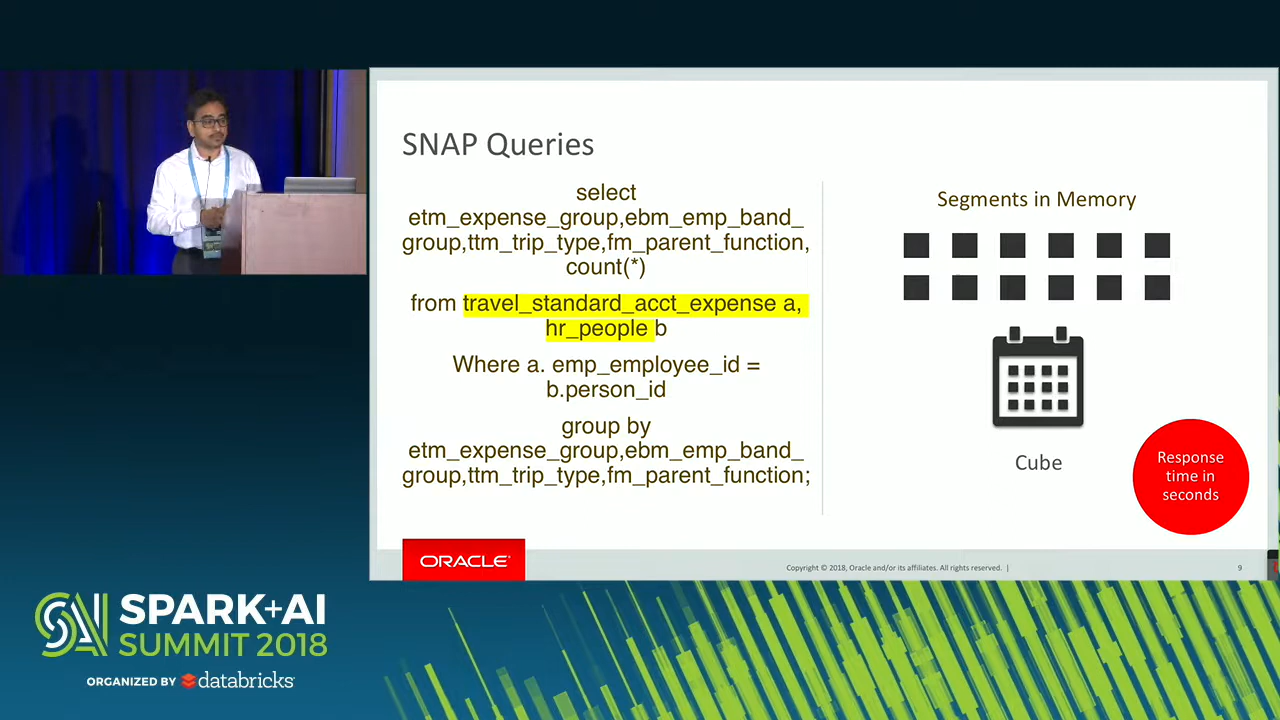 SNAP Queries
select
etm_expense_group,ebm_emp_band_
group,ttm_trip_type,fm_parent_function,
count(*)
from travel_standard_acct_expense a,
hr_people b
Where a. emp_employee_id =
b.person_id
group by
etm_expense_group,ebm_emp_band_
group,ttm_trip_type,fm_parent_function;
Segments in Memory
Cube
Response
time in
seconds
ORACLE
Copyright © 2018, Oracle and/or its affiliates. All rights reserved. |
9
SAI
SPARK+AI
SUMMIT 2018
ORGANIZED BY databricks